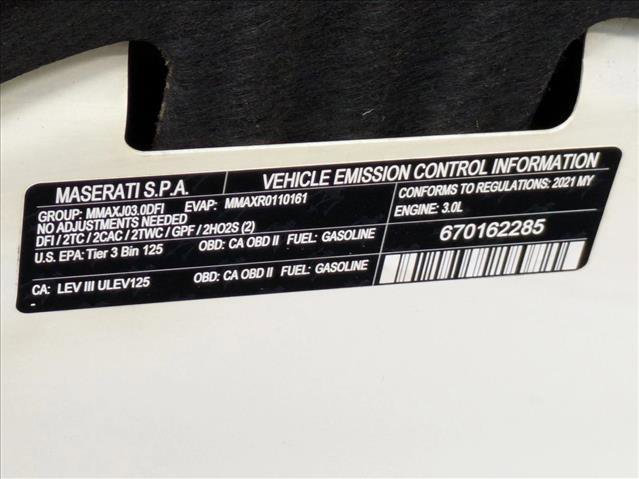 MASERATI S.P.A.
VEHICLE EMISSION CONTROL INFORMATION
GROUP: MMAXJ03.0DFI EVAP: MMAXR0110161
NO ADJUSTMENTS NEEDED
DFI / 2TC / 2CAC / 2TWC / GPF / 2HO2S (2)
U.S. EPA: Tier 3 Bin 125 OBD: CA OBD II FUEL: GASOLINE
CA: LEV III ULEV125 OBD: CA OBD II FUEL: GASOLINE
-
CONFORMS TO REGULATIONS: 2021 MY
ENGINE: 3.0L
670162285